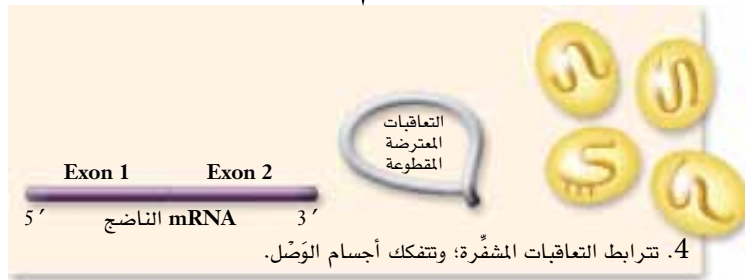 التعاقبات
المعترضة
المقطوعة
Exon 1 Exon 2
5′ mRNA الناضج 3′
4. تترابط التعاقبات المشفِّرة؛ وتتفكك أجسام الوَصْل.